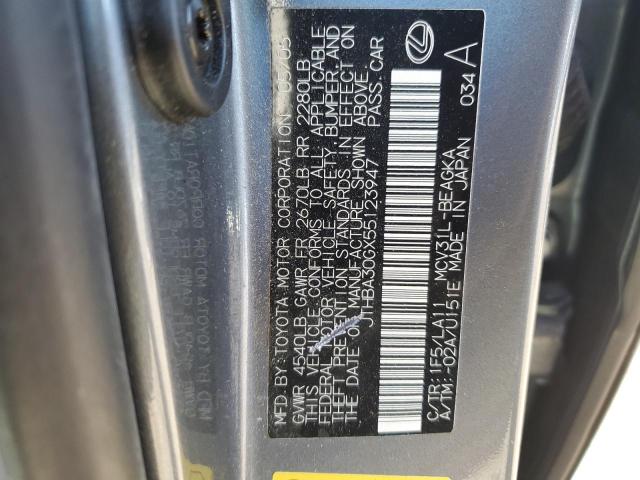 MFD. BY: TOYOTA MOTOR CORPORATION 05/05
GVWR 4540LB GAWR FR 2670LB RR 2280LB
THIS VEHICLE CONFORMS TO ALL APPLICABLE
FEDERAL MOTOR VEHICLE SAFETY, BUMPER, AND
THEFT PREVENTION STANDARDS IN EFFECT ON
THE DATE OF MANUFACTURE SHOWN ABOVE.
JTHBA30GX55123947 PASS.CAR
C/TR: 1F5/LA11 MCV31L-BEAGKA
A/TM: -02A/U151E MADE IN JAPAN 034 A